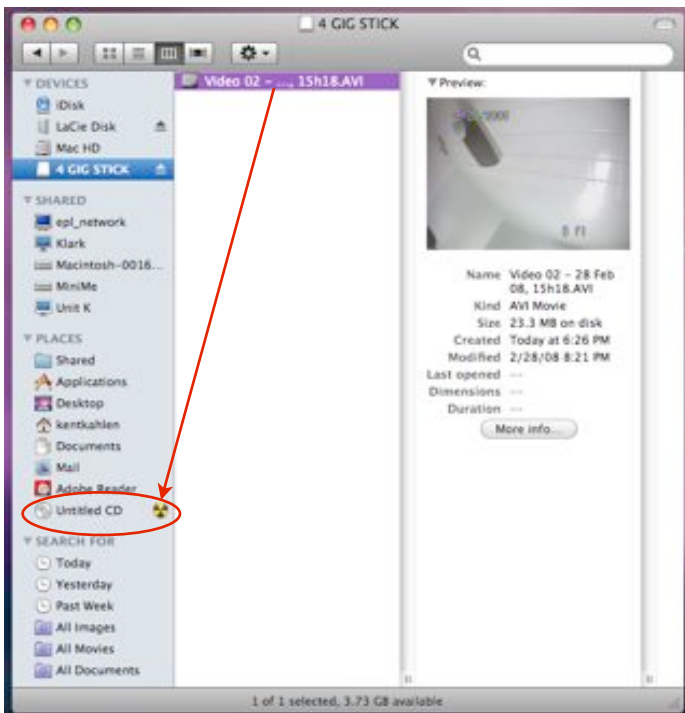 4 GIG STICK
▼ DEVICES
iDisk
LaCie Disk
Mac HD
4 GIG STICK
▼ SHARED
epl_network
Klark
Macintosh-0016...
MiniMe
Unit K
▼ PLACES
Shared
Applications
Desktop
kentkahlen
Documents
Mail
Adobe Reader
Untitled CD
▼ SEARCH FOR
Today
Yesterday
Past Week
All Images
All Movies
All Documents
Video 02 - ..., 15h18.AVI
▼ Preview:
Name Video 02 - 28 Feb
08, 15h18.AVI
Kind AVI Movie
Size 23.3 MB on disk
Created Today at 6:26 PM
Modified 2/28/08 8:21 PM
Last opened ---
Dimensions ---
Duration ---
More info...
1 of 1 selected, 3.73 GB available